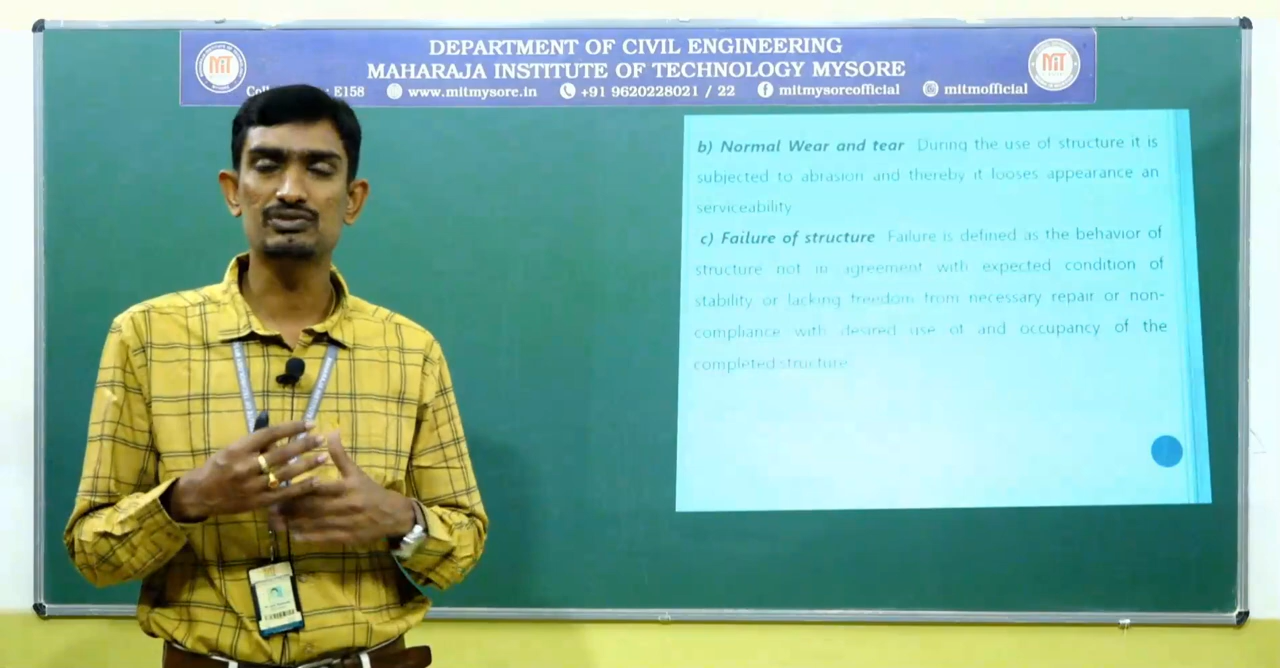 DEPARTMENT OF CIVIL ENGINEERING
MAHARAJA INSTITUTE OF TECHNOLOGY MYSORE
E158 www.mitmysore.in +91 9620228021 / 22 mitmysoreofficial mitmofficial
MIT
MIT
b) Normal Wear and tear During the use of structure it is
subjected to abrasion and thereby it looses appearance an
serviceability
c) Failure of structure Failure is defined as the behavior of
structure not in agreement with expected condition of
stability or lacking freedom from necessary repair or non-
compliance with desired use of and occupancy of the
completed structure